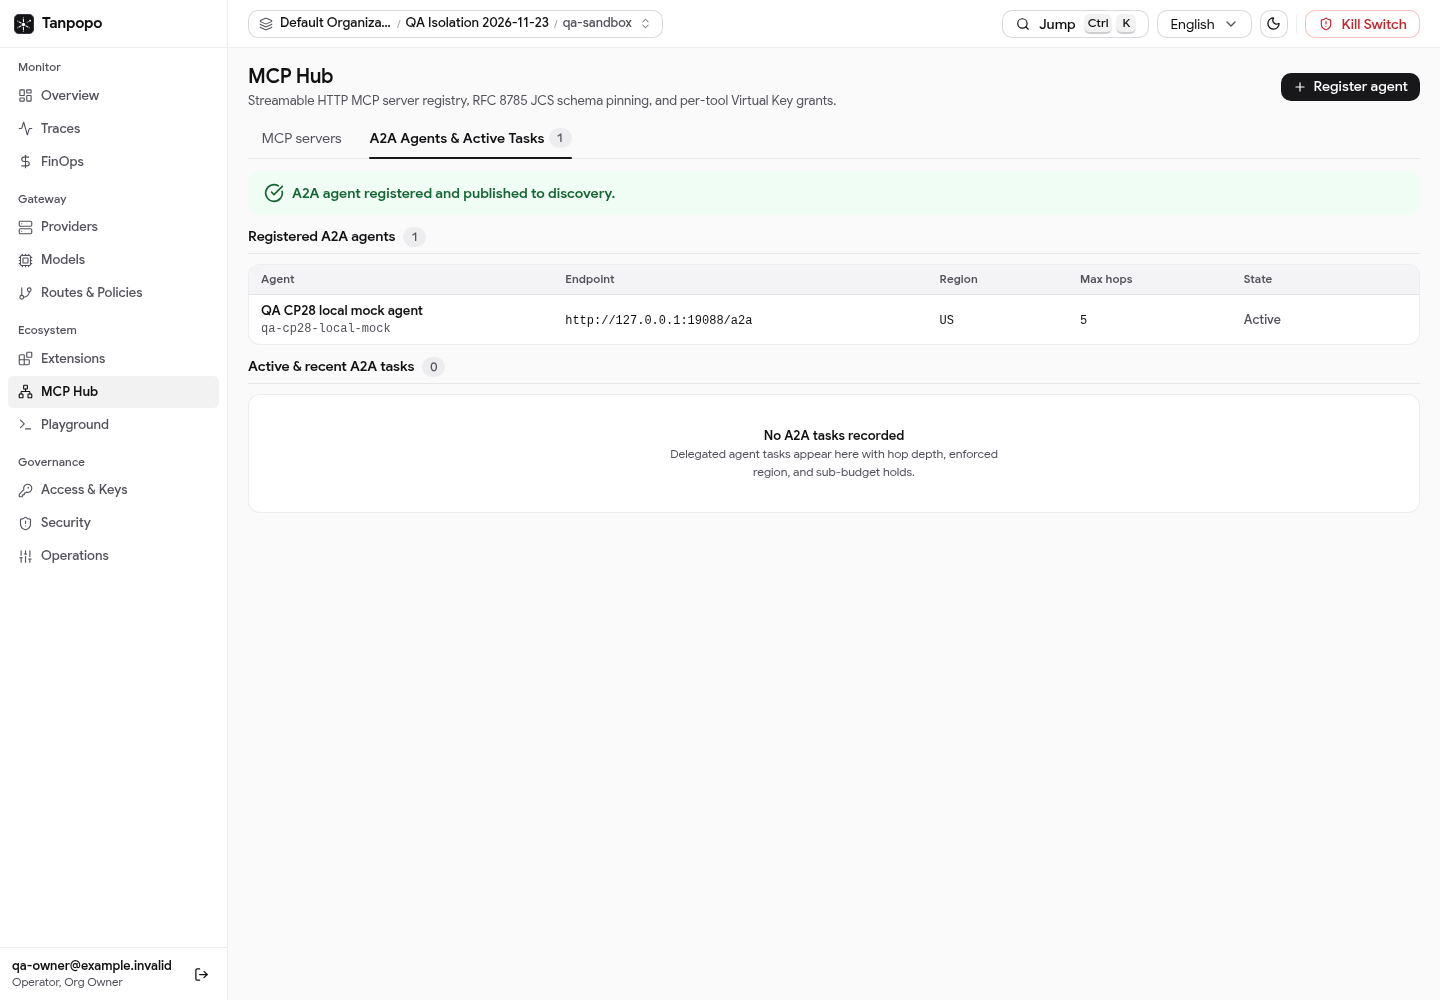 Tanpopo
Default Organiza... / QA Isolation 2026-11-23 / qa-sandbox
Jump Ctrl K
English
Kill Switch
Monitor
Overview
Traces
FinOps
Gateway
Providers
Models
Routes & Policies
Ecosystem
Extensions
MCP Hub
Playground
Governance
Access & Keys
Security
Operations
qa-owner@example.invalid
Operator, Org Owner
MCP Hub
Streamable HTTP MCP server registry, RFC 8785 JCS schema pinning, and per-tool Virtual Key grants.
+ Register agent
MCP servers
A2A Agents & Active Tasks 1
A2A agent registered and published to discovery.
Registered A2A agents 1
Agent Endpoint Region Max hops State
QA CP28 local mock agent
qa-cp28-local-mock
http://127.0.0.1:19088/a2a US 5 Active
Active & recent A2A tasks 0
No A2A tasks recorded
Delegated agent tasks appear here with hop depth, enforced
region, and sub-budget holds.